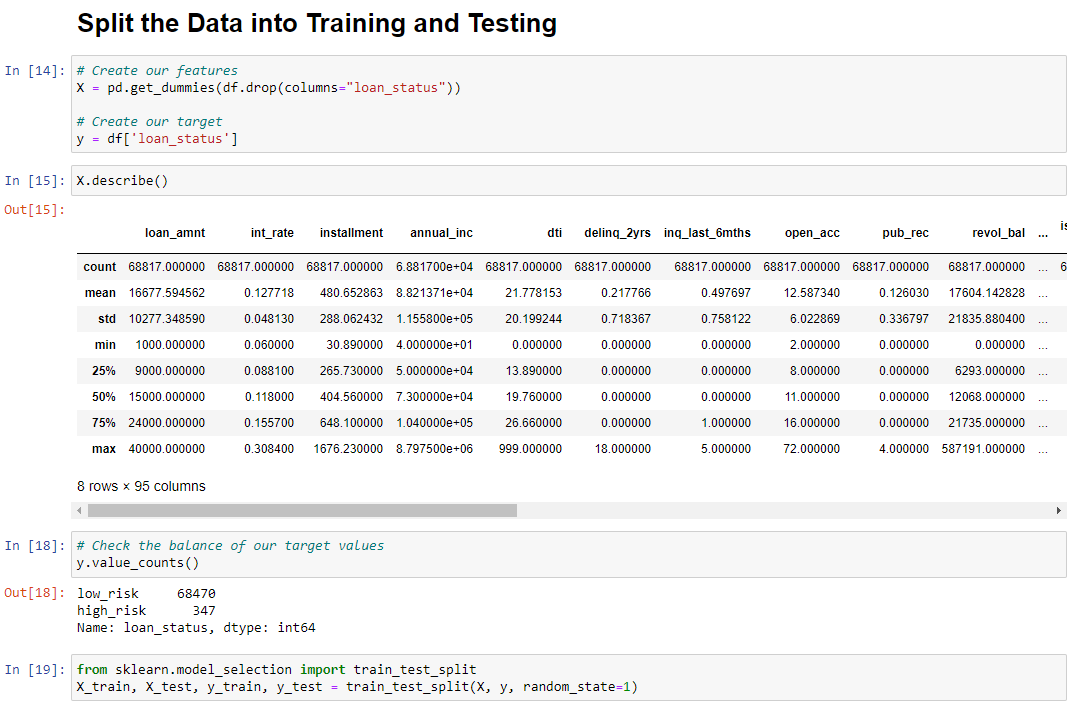 Split the Data into Training and Testing
In [14]: # Create our features
X = pd.get_dummies(df.drop(columns="loan_status"))
# Create our target
y = df['loan_status']
In [15]: X.describe()
Out[15]:
loan_amnt int_rate installment annual_inc dti delinq_2yrs inq_last_6mths open_acc pub_rec revol_bal ... is
count 68817.000000 68817.000000 68817.000000 6.881700e+04 68817.000000 68817.000000 68817.000000 68817.000000 68817.000000 68817.000000 ... 6
mean 16677.594562 0.127718 480.652863 8.821371e+04 21.778153 0.217766 0.497697 12.587340 0.126030 17604.142828 ...
std 10277.348590 0.048130 288.062432 1.155800e+05 20.199244 0.718367 0.758122 6.022869 0.336797 21835.880400 ...
min 1000.000000 0.060000 30.890000 4.000000e+01 0.000000 0.000000 0.000000 2.000000 0.000000 0.000000 ...
25% 9000.000000 0.088100 265.730000 5.000000e+04 13.890000 0.000000 0.000000 8.000000 0.000000 6293.000000 ...
50% 15000.000000 0.118000 404.560000 7.300000e+04 19.760000 0.000000 0.000000 11.000000 0.000000 12068.000000 ...
75% 24000.000000 0.155700 648.100000 1.040000e+05 26.660000 0.000000 1.000000 16.000000 0.000000 21735.000000 ...
max 40000.000000 0.308400 1676.230000 8.797500e+06 999.000000 18.000000 5.000000 72.000000 4.000000 587191.000000 ...
8 rows × 95 columns
In [18]: # Check the balance of our target values
y.value_counts()
Out[18]: low_risk 68470
high_risk 347
Name: loan_status, dtype: int64
In [19]: from sklearn.model_selection import train_test_split
X_train, X_test, y_train, y_test = train_test_split(X, y, random_state=1)